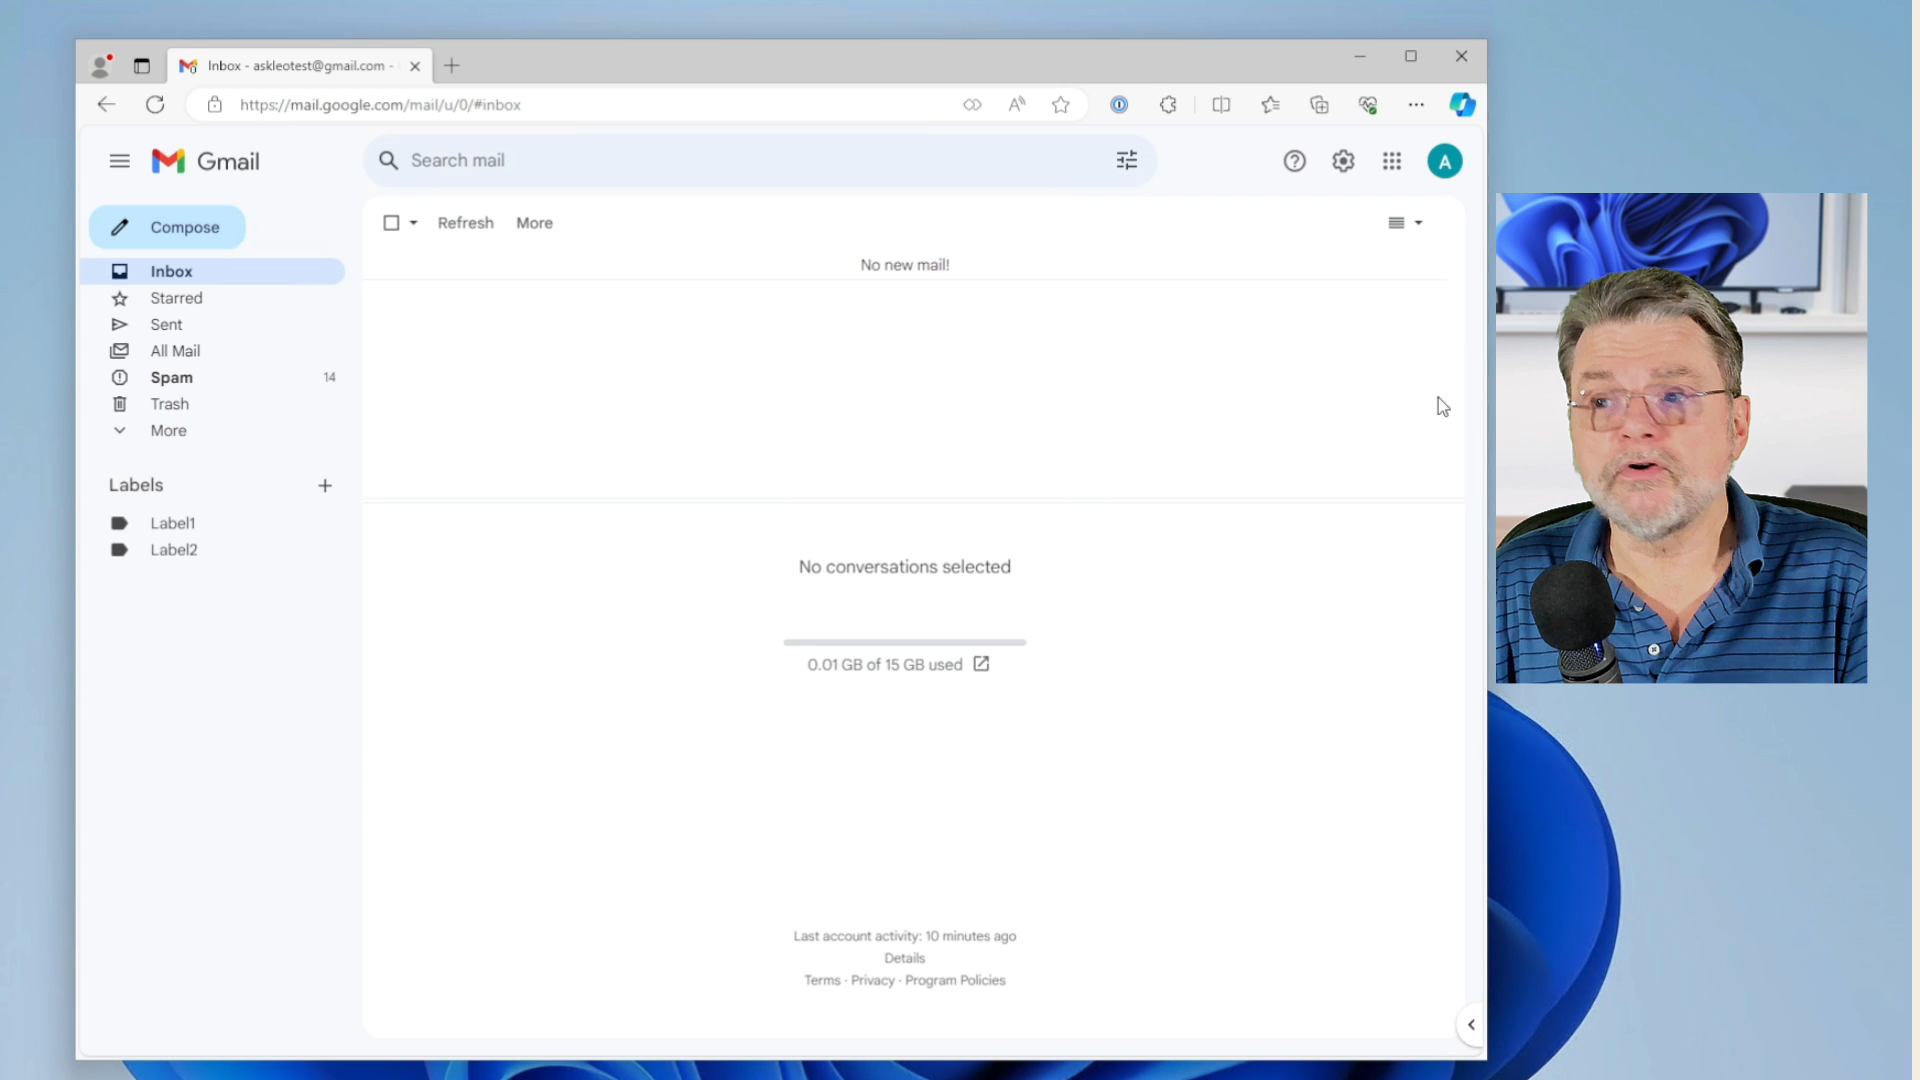 Inbox - askleotest@gmail.com -
https://mail.google.com/mail/u/0/#inbox
Gmail
Search mail
A
Compose
Refresh
More
No new mail!
Inbox
Starred
Sent
All Mail
Spam
14
Trash
More
Labels
Label1
Label2
No conversations selected
0.01 GB of 15 GB used
Last account activity: 10 minutes ago
Details
Terms · Privacy · Program Policies